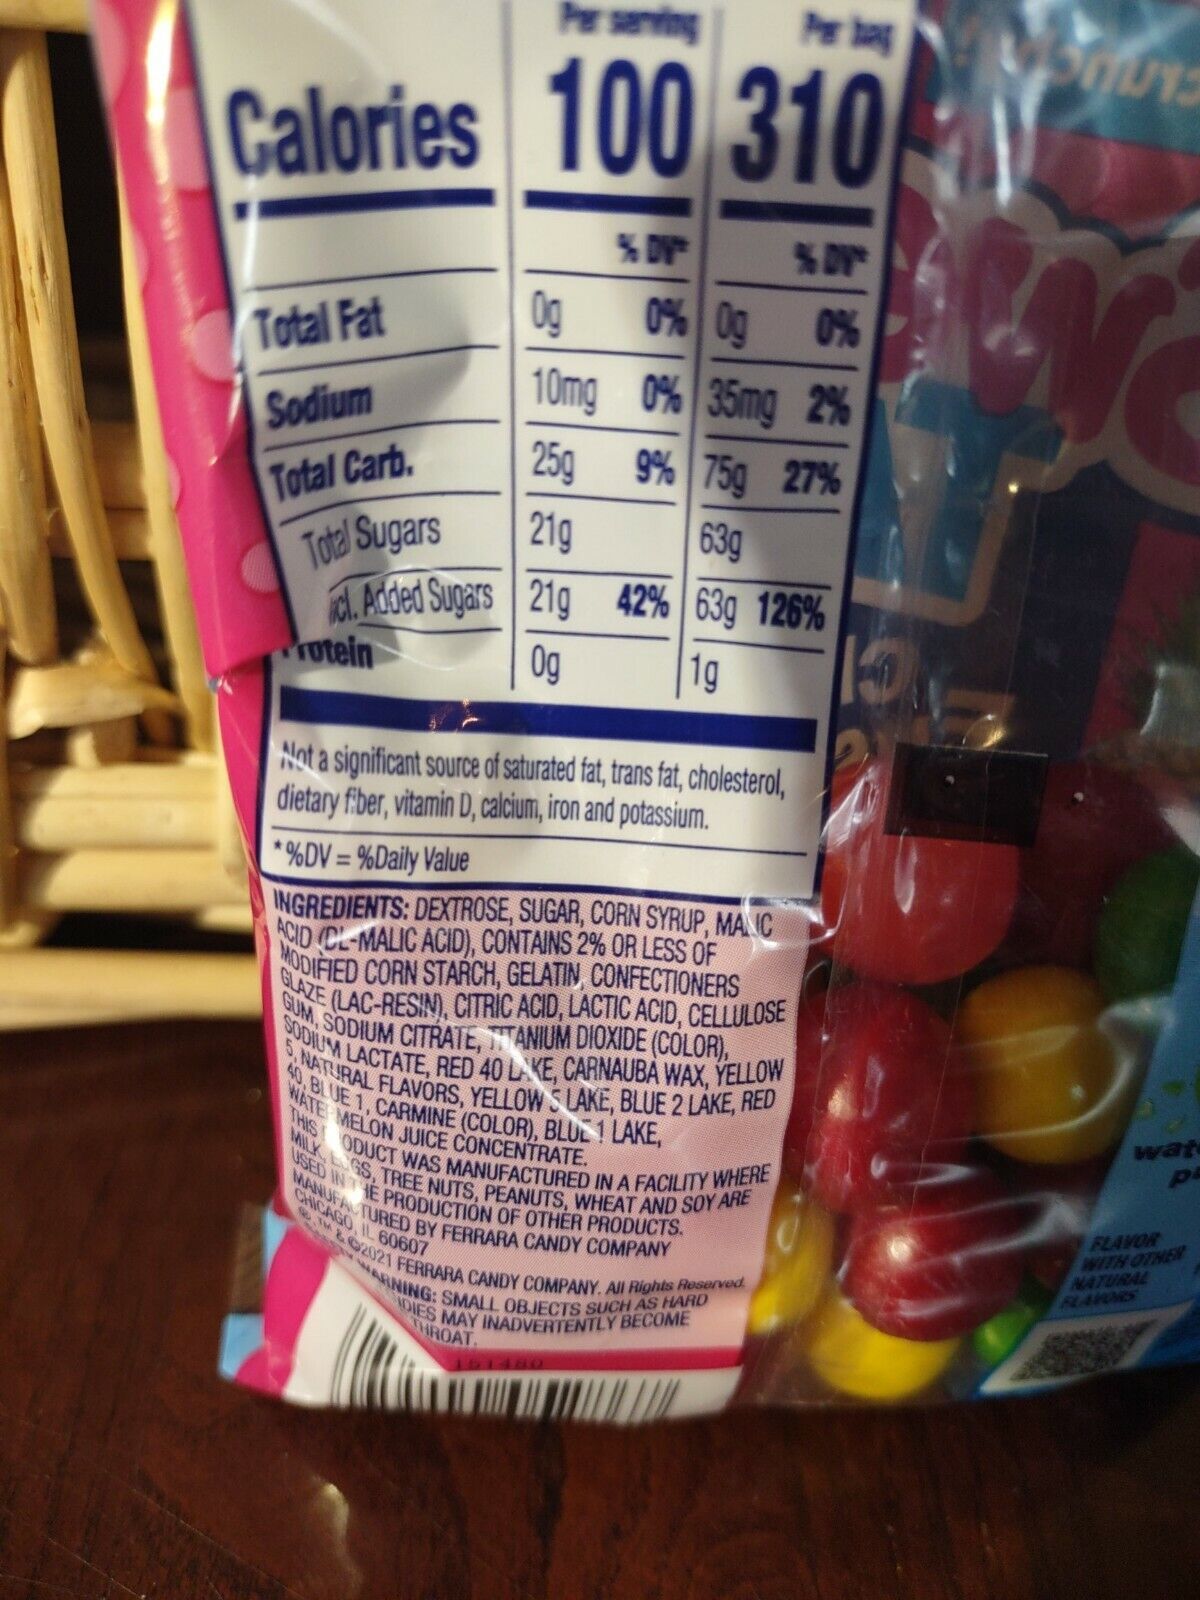 Per serving Per bag
Calories 100 310
% DV* % DV*
Total Fat 0g 0% 0g 0%
Sodium 10mg 0% 35mg 2%
Total Carb. 25g 9% 75g 27%
Total Sugars 21g 63g
Incl. Added Sugars 21g 42% 63g 126%
Protein 0g 1g
Not a significant source of saturated fat, trans fat, cholesterol,
dietary fiber, vitamin D, calcium, iron and potassium.
*%DV = %Daily Value
INGREDIENTS: DEXTROSE, SUGAR, CORN SYRUP, MALIC
ACID (DL-MALIC ACID), CONTAINS 2% OR LESS OF
MODIFIED CORN STARCH, GELATIN, CONFECTIONERS
GLAZE (LAC-RESIN), CITRIC ACID, LACTIC ACID, CELLULOSE
GUM, SODIUM CITRATE, TITANIUM DIOXIDE (COLOR),
SODIUM LACTATE, RED 40 LAKE, CARNAUBA WAX, YELLOW
5, NATURAL FLAVORS, YELLOW 5 LAKE, BLUE 2 LAKE, RED
40, BLUE 1, CARMINE (COLOR), BLUE 1 LAKE,
WATERMELON JUICE CONCENTRATE.
THIS PRODUCT WAS MANUFACTURED IN A FACILITY WHERE
MILK, EGGS, TREE NUTS, PEANUTS, WHEAT AND SOY ARE
USED IN THE PRODUCTION OF OTHER PRODUCTS.
MANUFACTURED BY FERRARA CANDY COMPANY
CHICAGO, IL 60607
®, TM & ©2021 FERRARA CANDY COMPANY. All Rights Reserved.
WARNING: SMALL OBJECTS SUCH AS HARD
CANDIES MAY INADVERTENTLY BECOME
THROAT.
151480
FLAVOR
WITH OTHER
NATURAL
FLAVORS